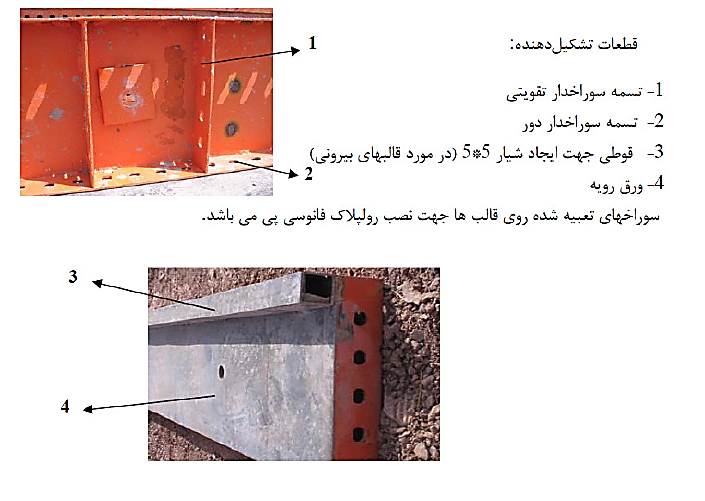 قطعات تشکیل‌دهنده:
1
1- تسمه سوراخدار تقویتی
2- تسمه سوراخدار دور
3- قوطی جهت ایجاد شیار 5*5 (در مورد قالبهای بیرونی)
2
4- ورق رویه
سوراخهای تعبیه شده روی قالب ها جهت نصب رولپلاک فانوسی پی می باشد.
3
4